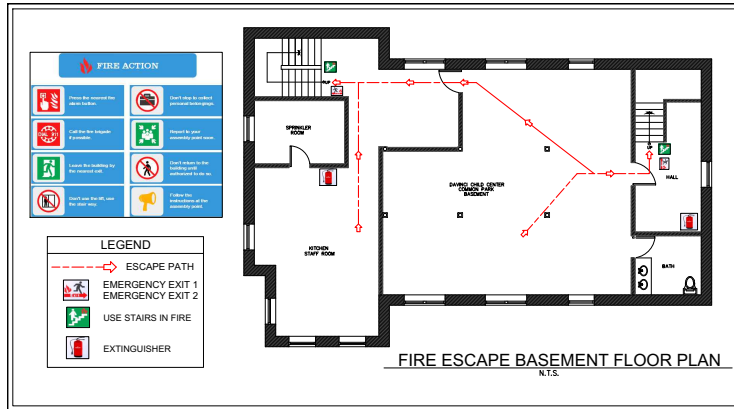 FIRE ACTION
Press the nearest fire
alarm button.
Don't stop to collect
personal belongings.
Call the fire brigade
if possible.
Report to your
assembly point once.
Leave the building by
the nearest exit.
Don't return to the
building until
authorized to do so.
Don't use the lift, use
the stair way.
Follow the
instructions at the
assembly point.
LEGEND
ESCAPE PATH
EMERGENCY EXIT 1
EMERGENCY EXIT 2
USE STAIRS IN FIRE
EXTINGUISHER
UP
SPRINKLER
ROOM
KITCHEN
STAFF ROOM
DAVINCI CHILD CENTER
COMMON PARK
BASEMENT
UP
HALL
BATH
FIRE ESCAPE BASEMENT FLOOR PLAN
N.T.S.